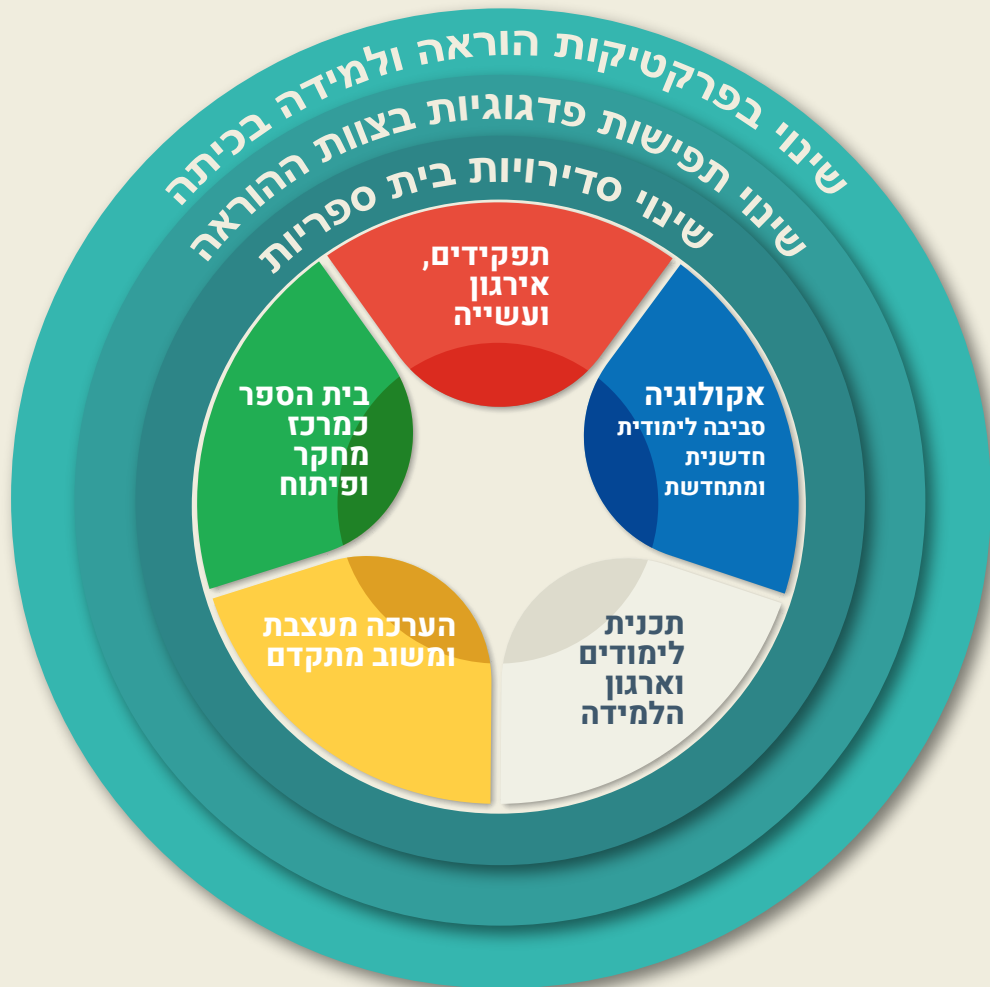 שינוי בפרקטיקות הוראה ולמידה בכיתה
שינוי תפישות פדגוגיות בצוות ההוראה
שינוי סדירויות בית ספריות
תפקידים,
אירגון
ועשייה
אקולוגיה
סביבה לימודית
חדשנית
ומתחדשת
תכנית
לימודים
וארגון
הלמידה
הערכה מעצבת
ומשוב מתקדם
בית הספר
כמרכז
מחקר
ופיתוח